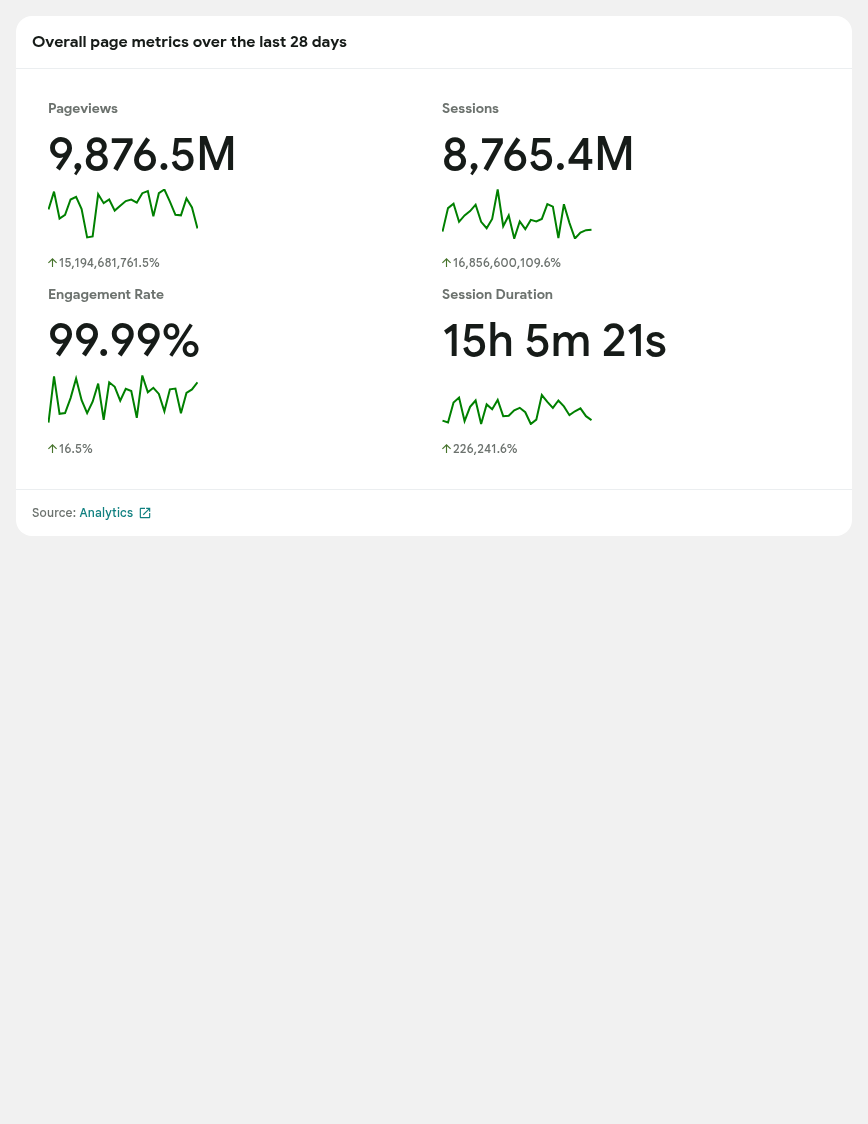 Overall page metrics over the last 28 days
Pageviews
9,876.5M
↑15,194,681,761.5%
Sessions
8,765.4M
↑16,856,600,109.6%
Engagement Rate
99.99%
↑16.5%
Session Duration
15h 5m 21s
↑226,241.6%
Source: Analytics